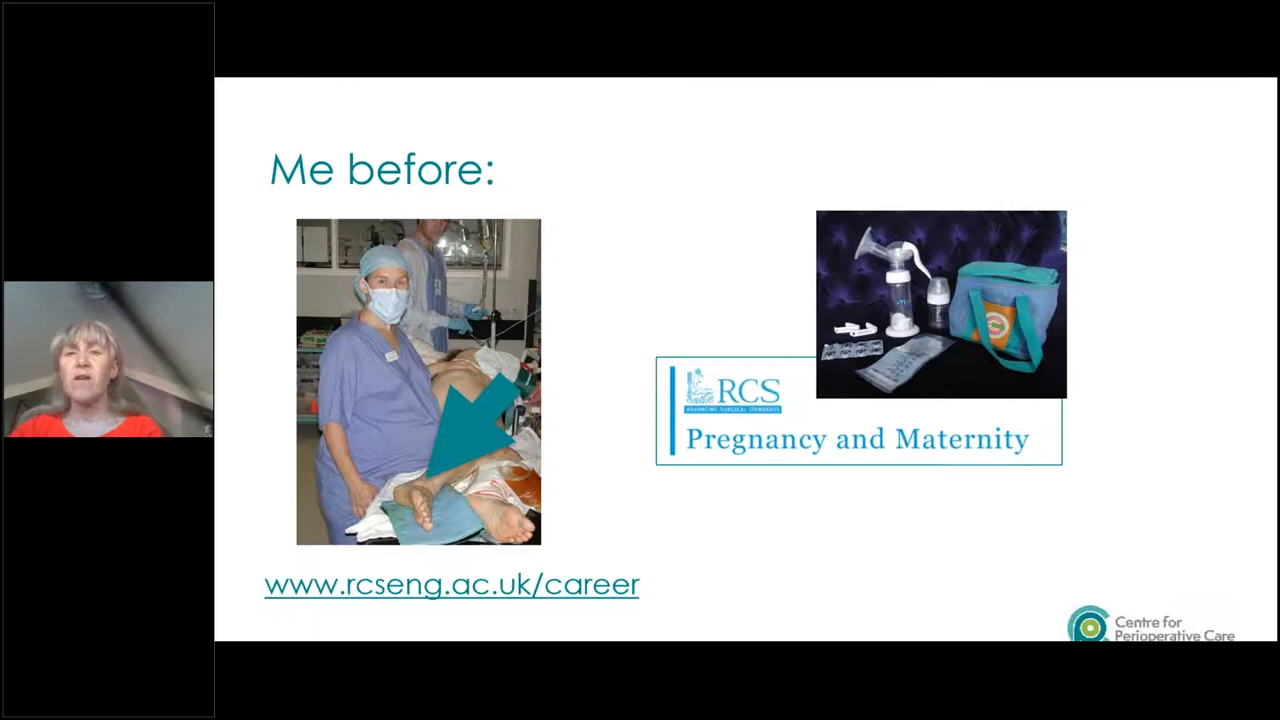 Me before:
RCS
ADVANCING SURGICAL STANDARDS
Pregnancy and Maternity
www.rcseng.ac.uk/career
Centre for
Perioperative Care